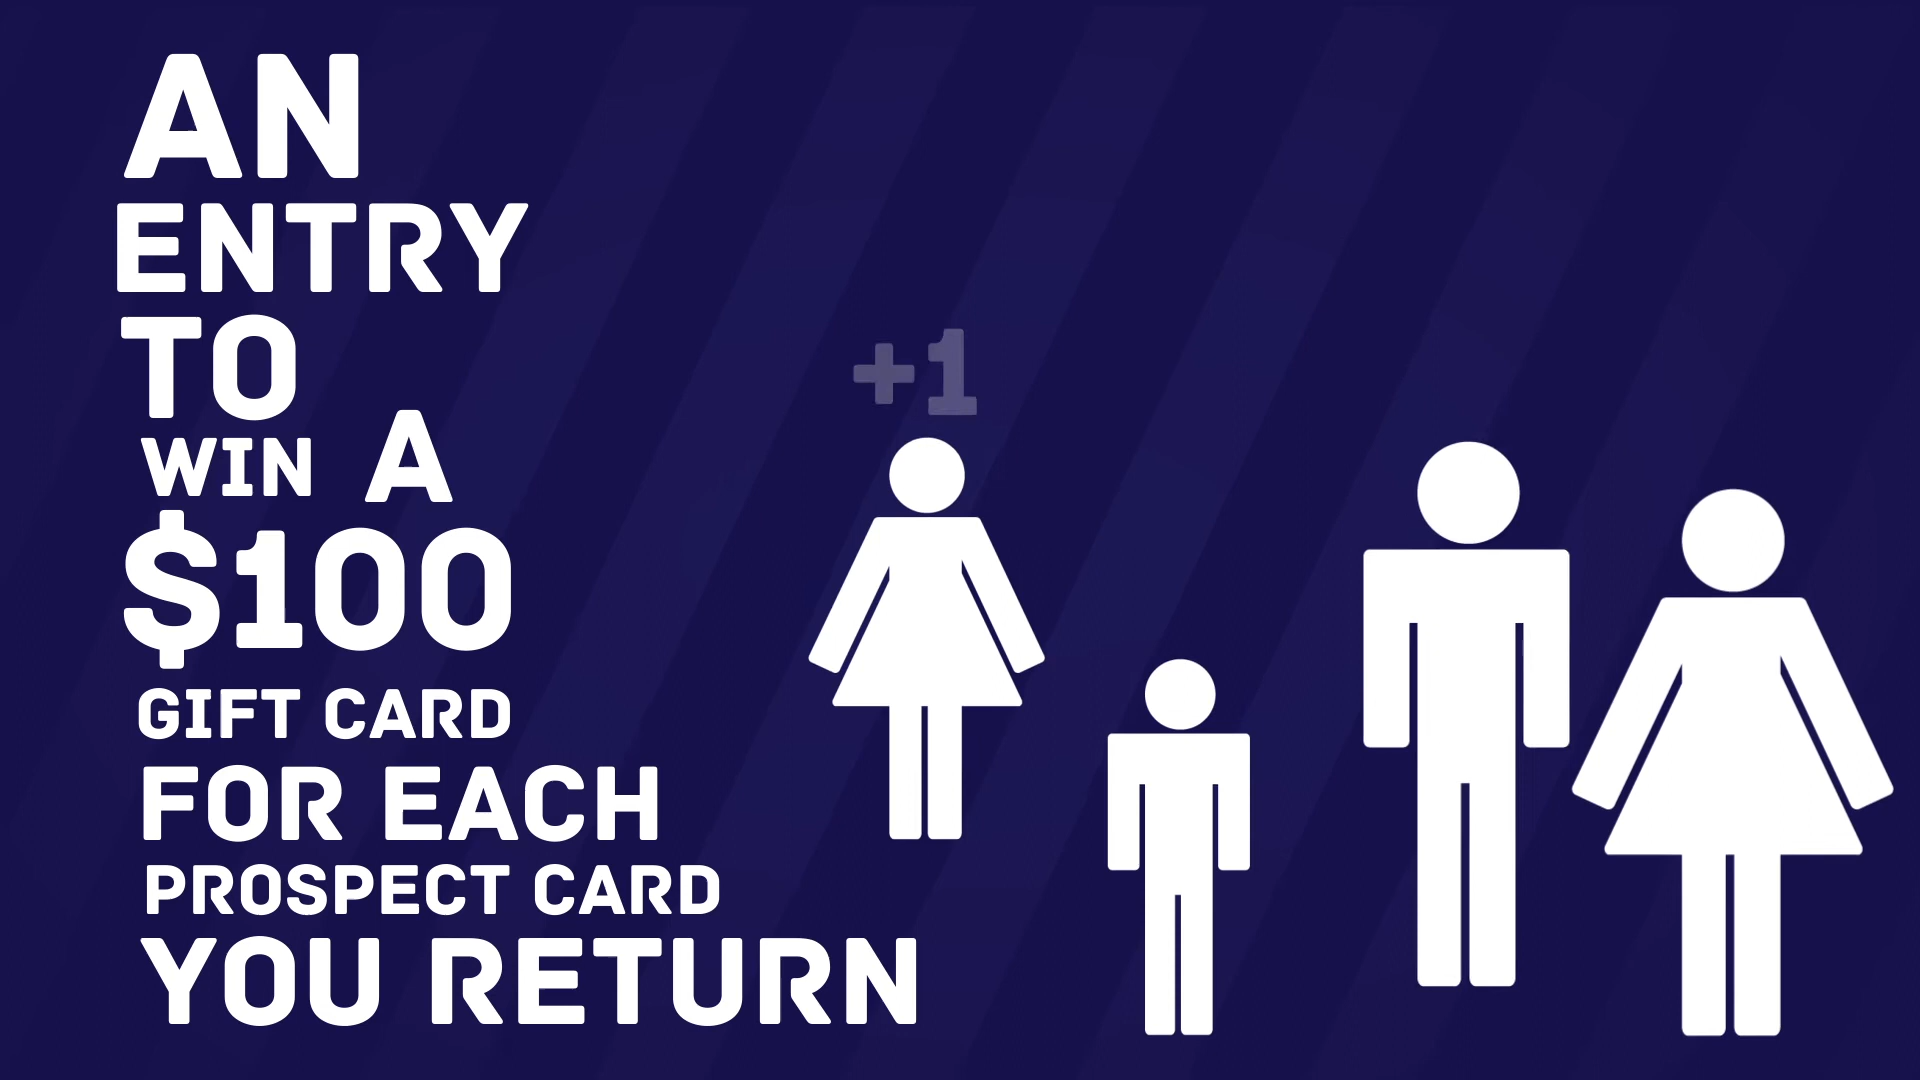 AN
ENTRY
TO
WIN A
$100
GIFT CARD
FOR EACH
PROSPECT CARD
YOU RETURN
+1